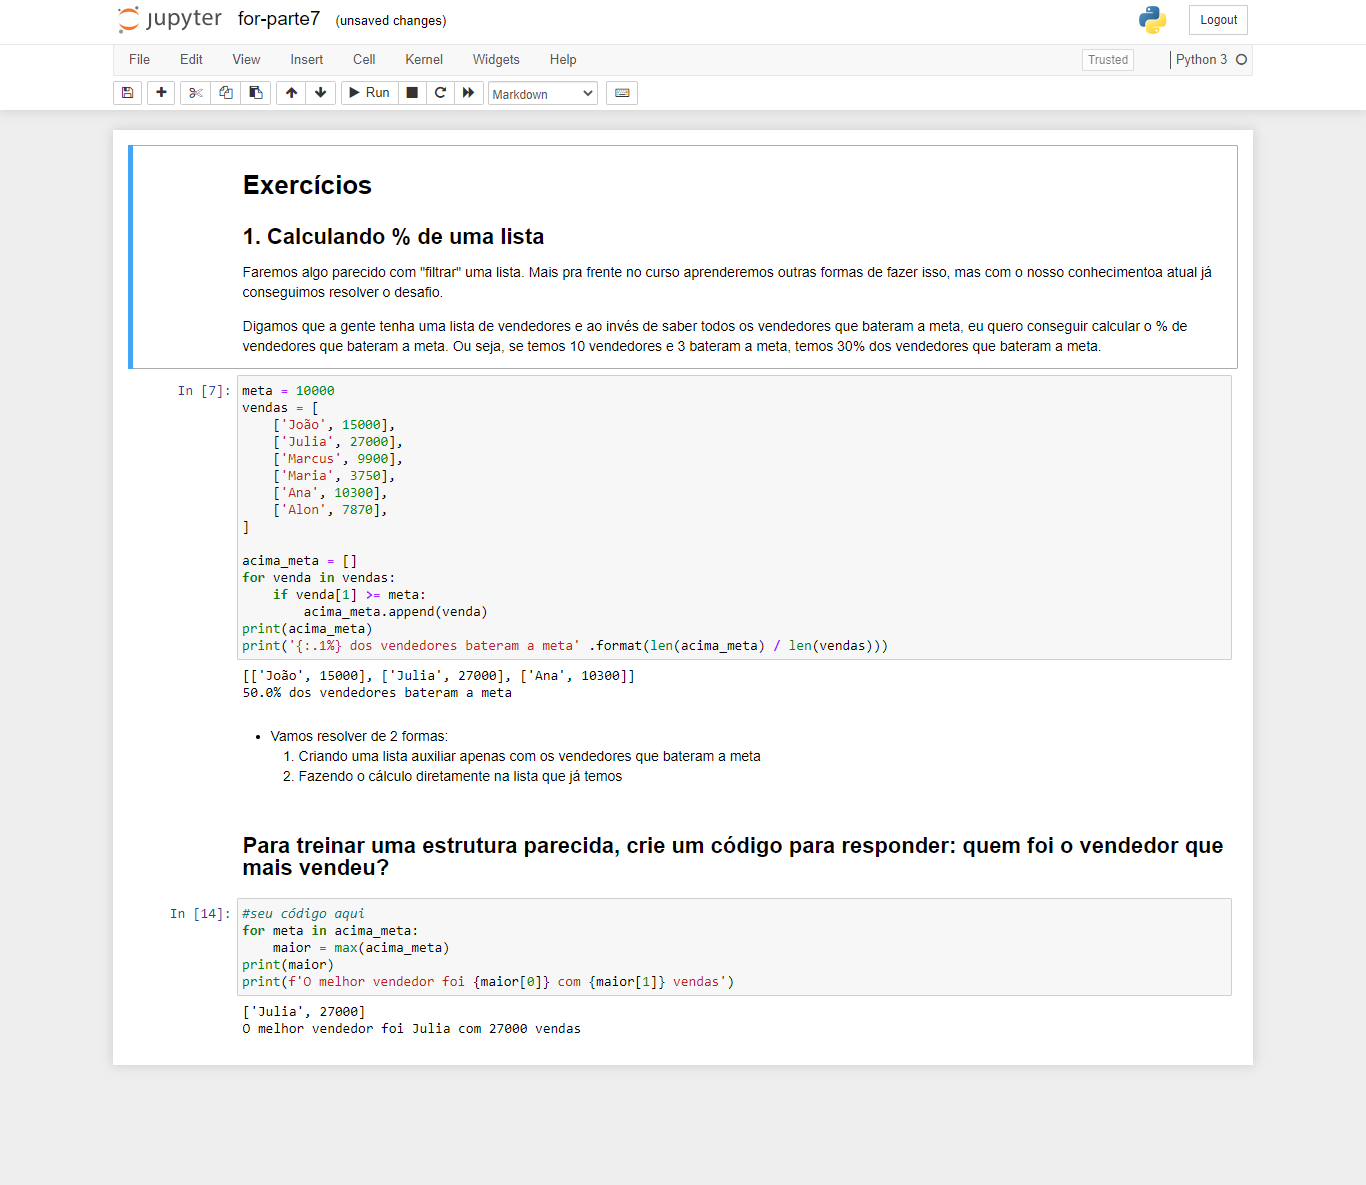 jupyter for-parte7 (unsaved changes) Logout
File Edit View Insert Cell Kernel Widgets Help Trusted Python 3
Run Markdown
Exercícios
1. Calculando % de uma lista
Faremos algo parecido com "filtrar" uma lista. Mais pra frente no curso aprenderemos outras formas de fazer isso, mas com o nosso conhecimentoa atual já
conseguimos resolver o desafio.
Digamos que a gente tenha uma lista de vendedores e ao invés de saber todos os vendedores que bateram a meta, eu quero conseguir calcular o % de
vendedores que bateram a meta. Ou seja, se temos 10 vendedores e 3 bateram a meta, temos 30% dos vendedores que bateram a meta.
In [7]: meta = 10000
vendas = [
    ['João', 15000],
    ['Julia', 27000],
    ['Marcus', 9900],
    ['Maria', 3750],
    ['Ana', 10300],
    ['Alon', 7870],
]
acima_meta = []
for venda in vendas:
    if venda[1] >= meta:
        acima_meta.append(venda)
print(acima_meta)
print('{:.1%} dos vendedores bateram a meta' .format(len(acima_meta) / len(vendas)))
[['João', 15000], ['Julia', 27000], ['Ana', 10300]]
50.0% dos vendedores bateram a meta
• Vamos resolver de 2 formas:
1. Criando uma lista auxiliar apenas com os vendedores que bateram a meta
2. Fazendo o cálculo diretamente na lista que já temos
Para treinar uma estrutura parecida, crie um código para responder: quem foi o vendedor que
mais vendeu?
In [14]: #seu código aqui
for meta in acima_meta:
    maior = max(acima_meta)
print(maior)
print(f'O melhor vendedor foi {maior[0]} com {maior[1]} vendas')
['Julia', 27000]
O melhor vendedor foi Julia com 27000 vendas